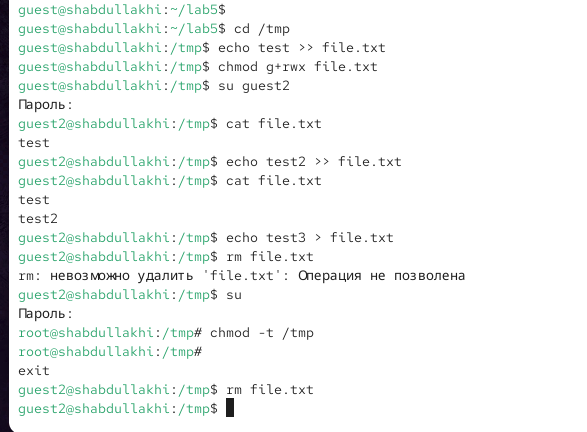 guest@shabdullakhi:~/lab5$
guest@shabdullakhi:~/lab5$ cd /tmp
guest@shabdullakhi:/tmp$ echo test >> file.txt
guest@shabdullakhi:/tmp$ chmod g+rwx file.txt
guest@shabdullakhi:/tmp$ su guest2
Пароль:
guest2@shabdullakhi:/tmp$ cat file.txt
test
guest2@shabdullakhi:/tmp$ echo test2 >> file.txt
guest2@shabdullakhi:/tmp$ cat file.txt
test
test2
guest2@shabdullakhi:/tmp$ echo test3 > file.txt
guest2@shabdullakhi:/tmp$ rm file.txt
rm: невозможно удалить 'file.txt': Операция не позволена
guest2@shabdullakhi:/tmp$ su
Пароль:
root@shabdullakhi:/tmp# chmod -t /tmp
root@shabdullakhi:/tmp#
exit
guest2@shabdullakhi:/tmp$ rm file.txt
guest2@shabdullakhi:/tmp$